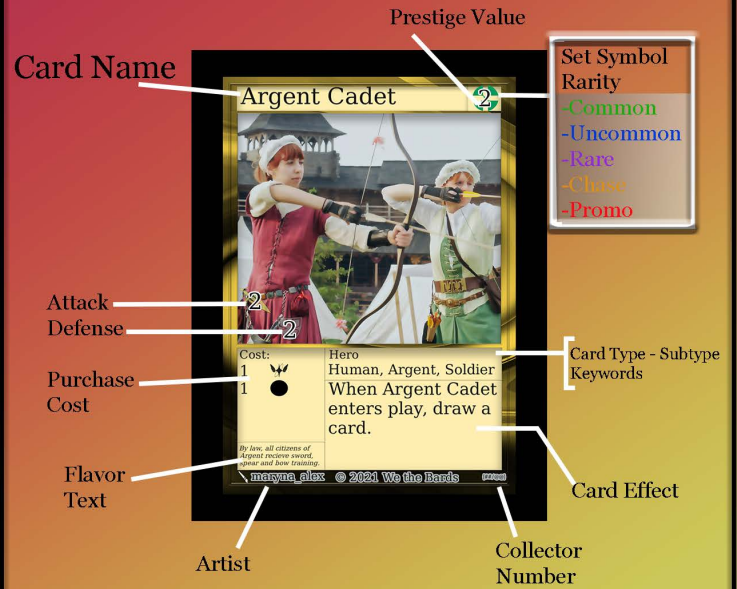 Prestige Value
Card Name
Set Symbol
Rarity
-Common
-Uncommon
-Rare
-Chase
-Promo
Argent Cadet
2
Attack
2
Defense
2
Cost:
1
1
Hero
Human, Argent, Soldier
When Argent Cadet
enters play, draw a
card.
Card Type - Subtype
Keywords
Purchase
Cost
By law, all citizens of
Argent recieve sword,
spear and bow training.
Flavor
Text
Card Effect
maryna_alex © 2021 We the Bards
Artist
Collector
Number